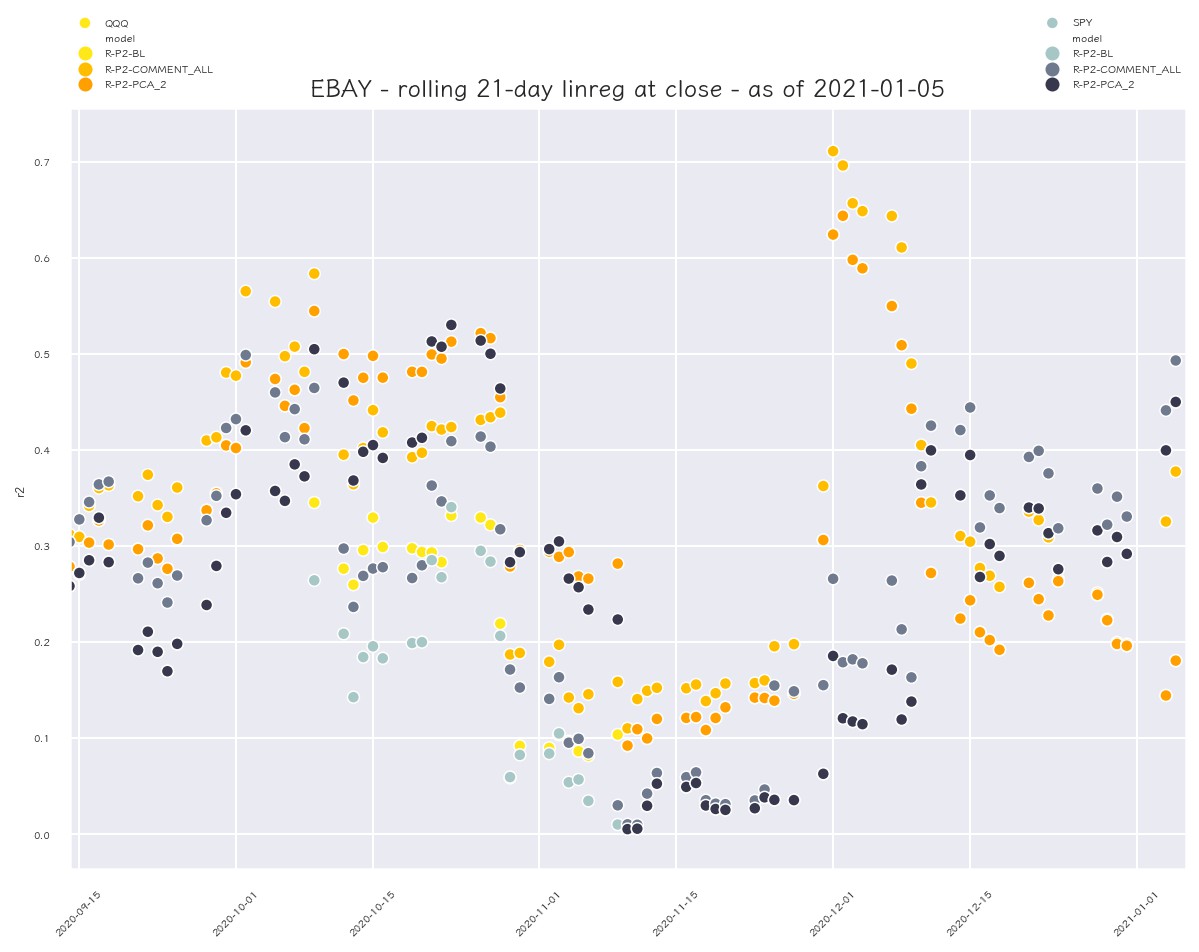 QQQ
model
R-P2-BL
R-P2-COMMENT_ALL
R-P2-PCA_2
SPY
model
R-P2-BL
R-P2-COMMENT_ALL
R-P2-PCA_2
EBAY - rolling 21-day linreg at close - as of 2021-01-05
r2
0.7
0.6
0.5
0.4
0.3
0.2
0.1
0.0
2020-09-15
2020-10-01
2020-10-15
2020-11-01
2020-11-15
2020-12-01
2020-12-15
2021-01-01